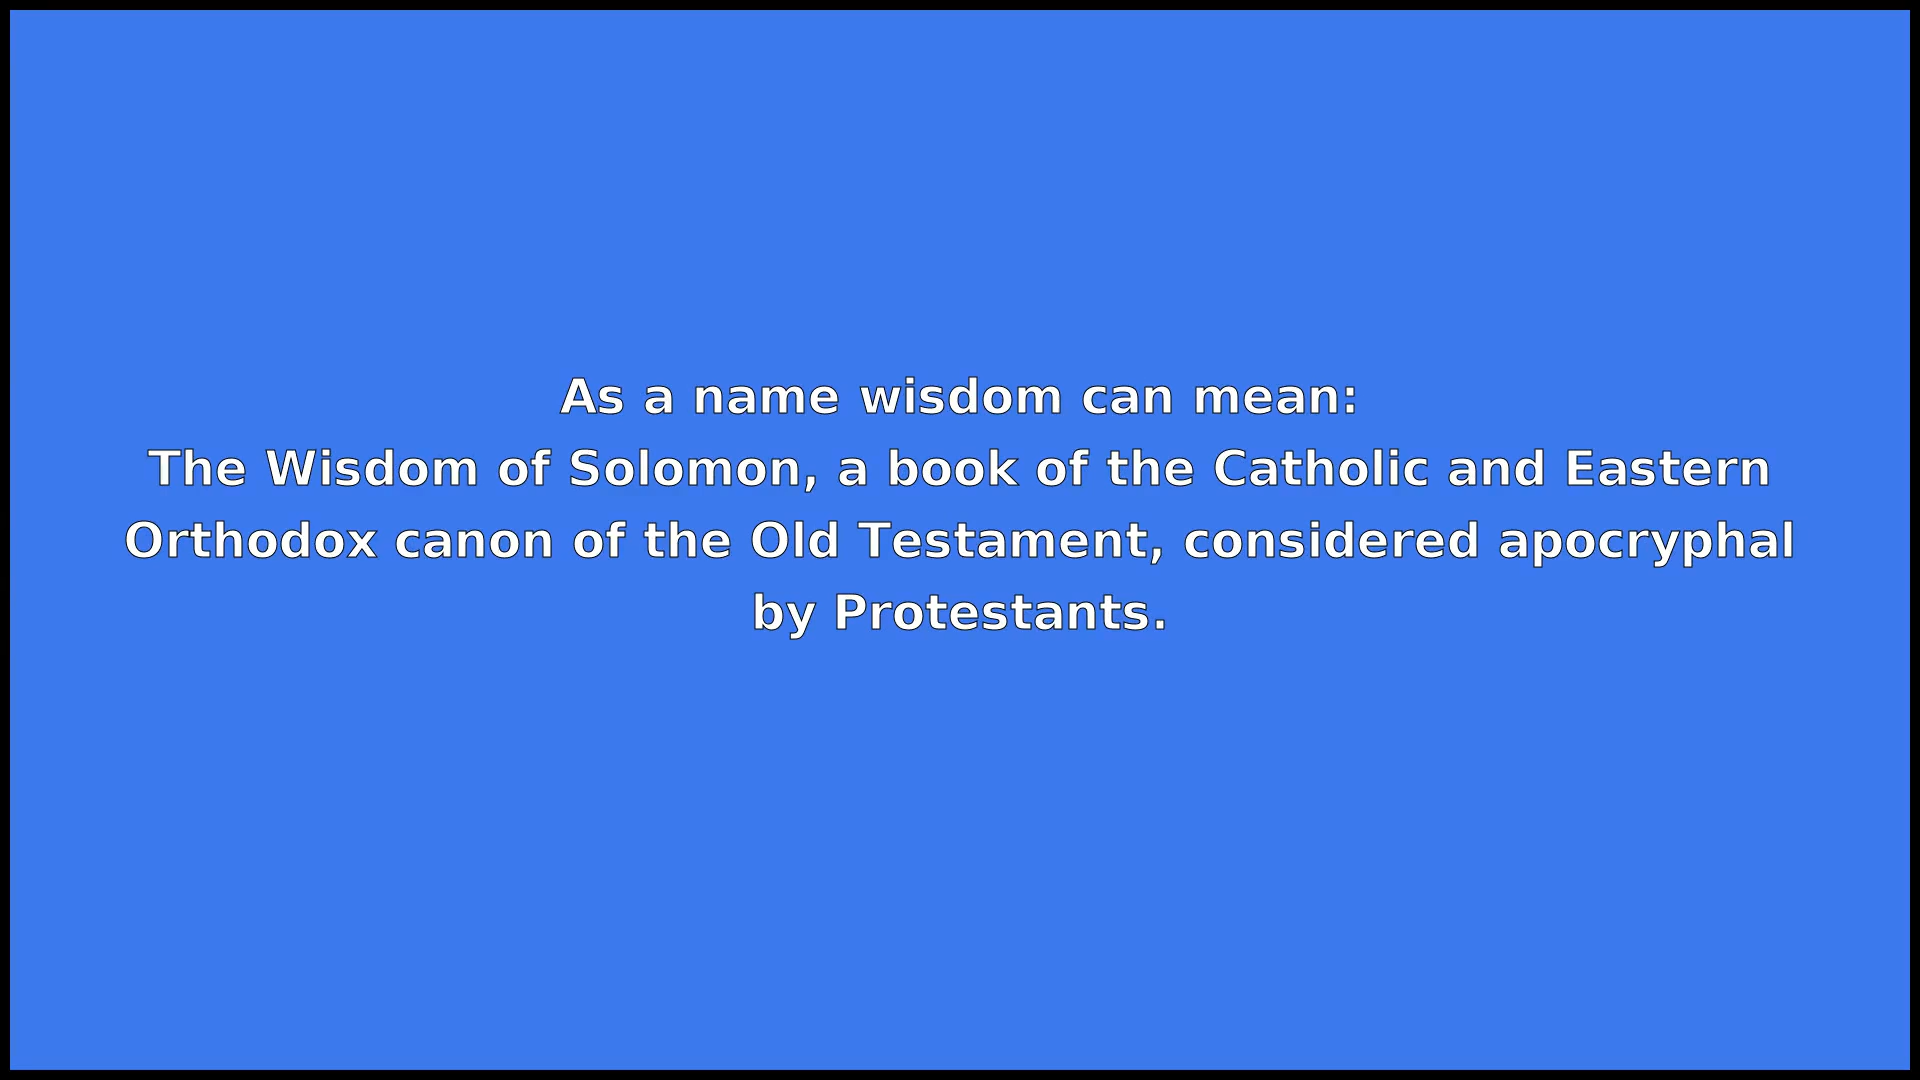 As a name wisdom can mean:
The Wisdom of Solomon, a book of the Catholic and Eastern
Orthodox canon of the Old Testament, considered apocryphal
by Protestants.